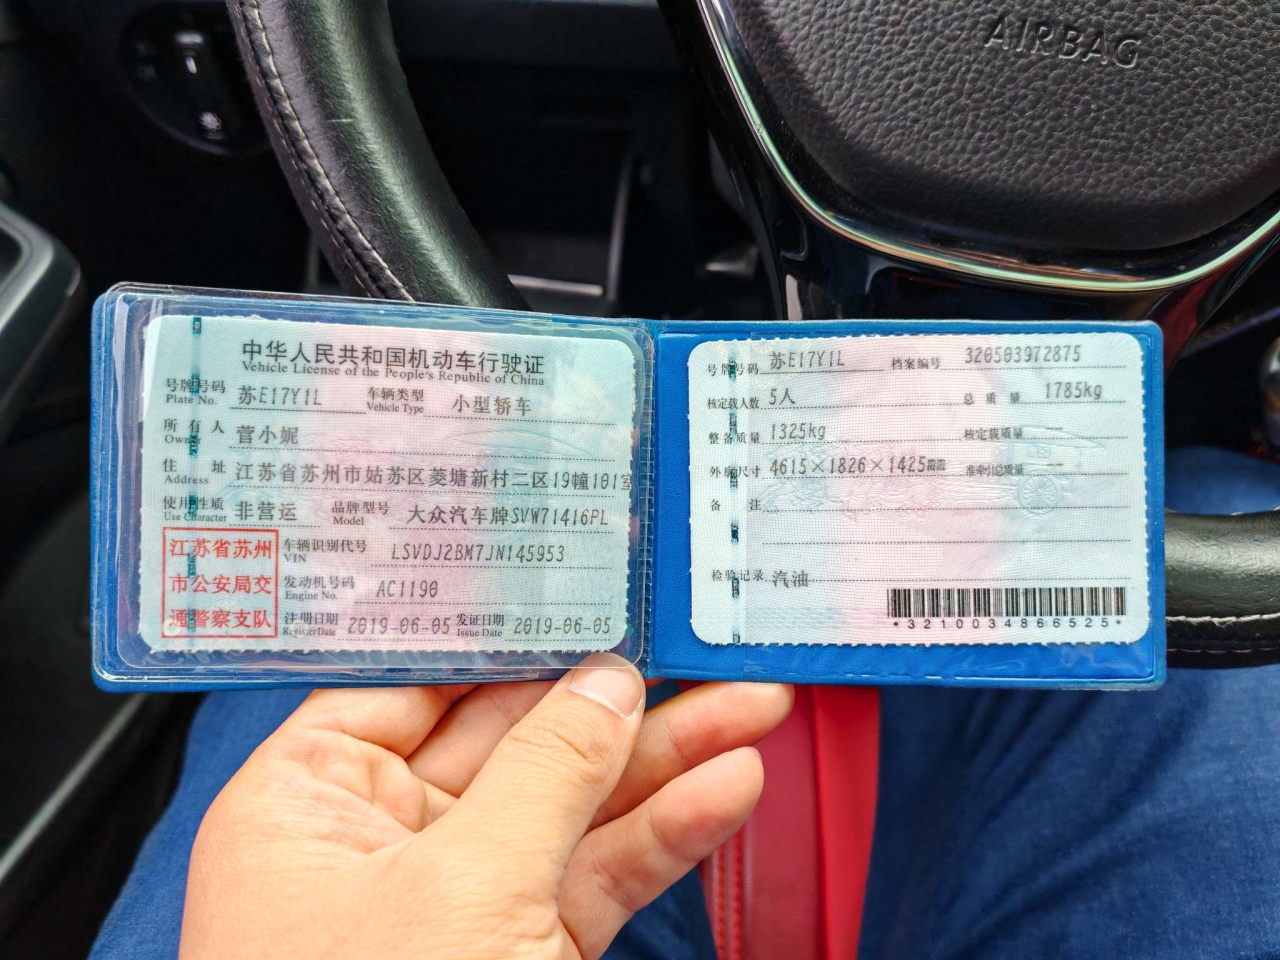 AIRBAG
中华人民共和国机动车行驶证
Vehicle License of the People's Republic of China
号牌号码 苏E17Y1L 车辆类型 小型轿车
Plate No. Vehicle Type
所有人 菅小妮
Owner
住址 江苏省苏州市姑苏区菱塘新村二区19幢101室
Address
使用性质 非营运 品牌型号 大众汽车牌SVW71416PL
Use Character Model
江苏省苏州
市公安局交
通警察支队
车辆识别代号 LSVDJ2BM7JN145953
VIN
发动机号码 AC1190
Engine No.
注册日期 2019-06-05 发证日期 2019-06-05
Register Date Issue Date
号牌号码 苏E17Y1L 档案编号 320503972875
核定载人数 5人 总质量 1785kg
整备质量 1325kg 核定载质量 --
外廓尺寸 4615×1826×1425mm 准牵引总质量 --
备注
检验记录 汽油
*3210034866525*